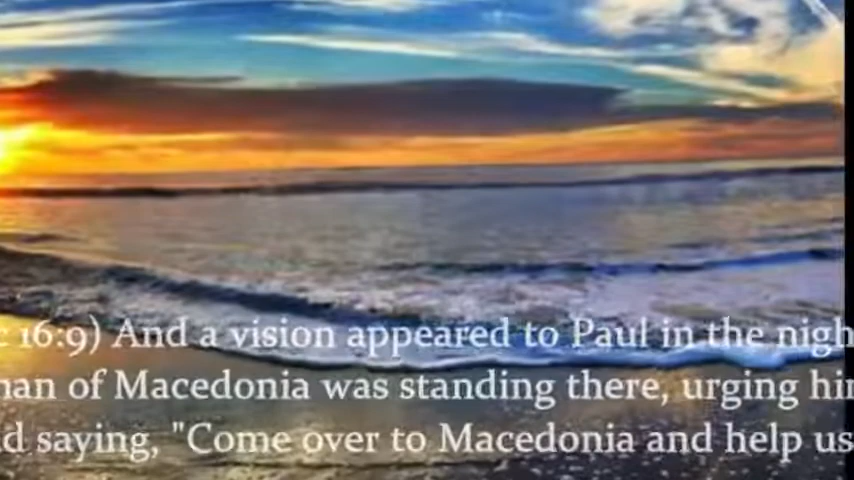 : 16:9) And a vision appeared to Paul in the nigh
nan of Macedonia was standing there, urging hi
d saying, "Come over to Macedonia and help us